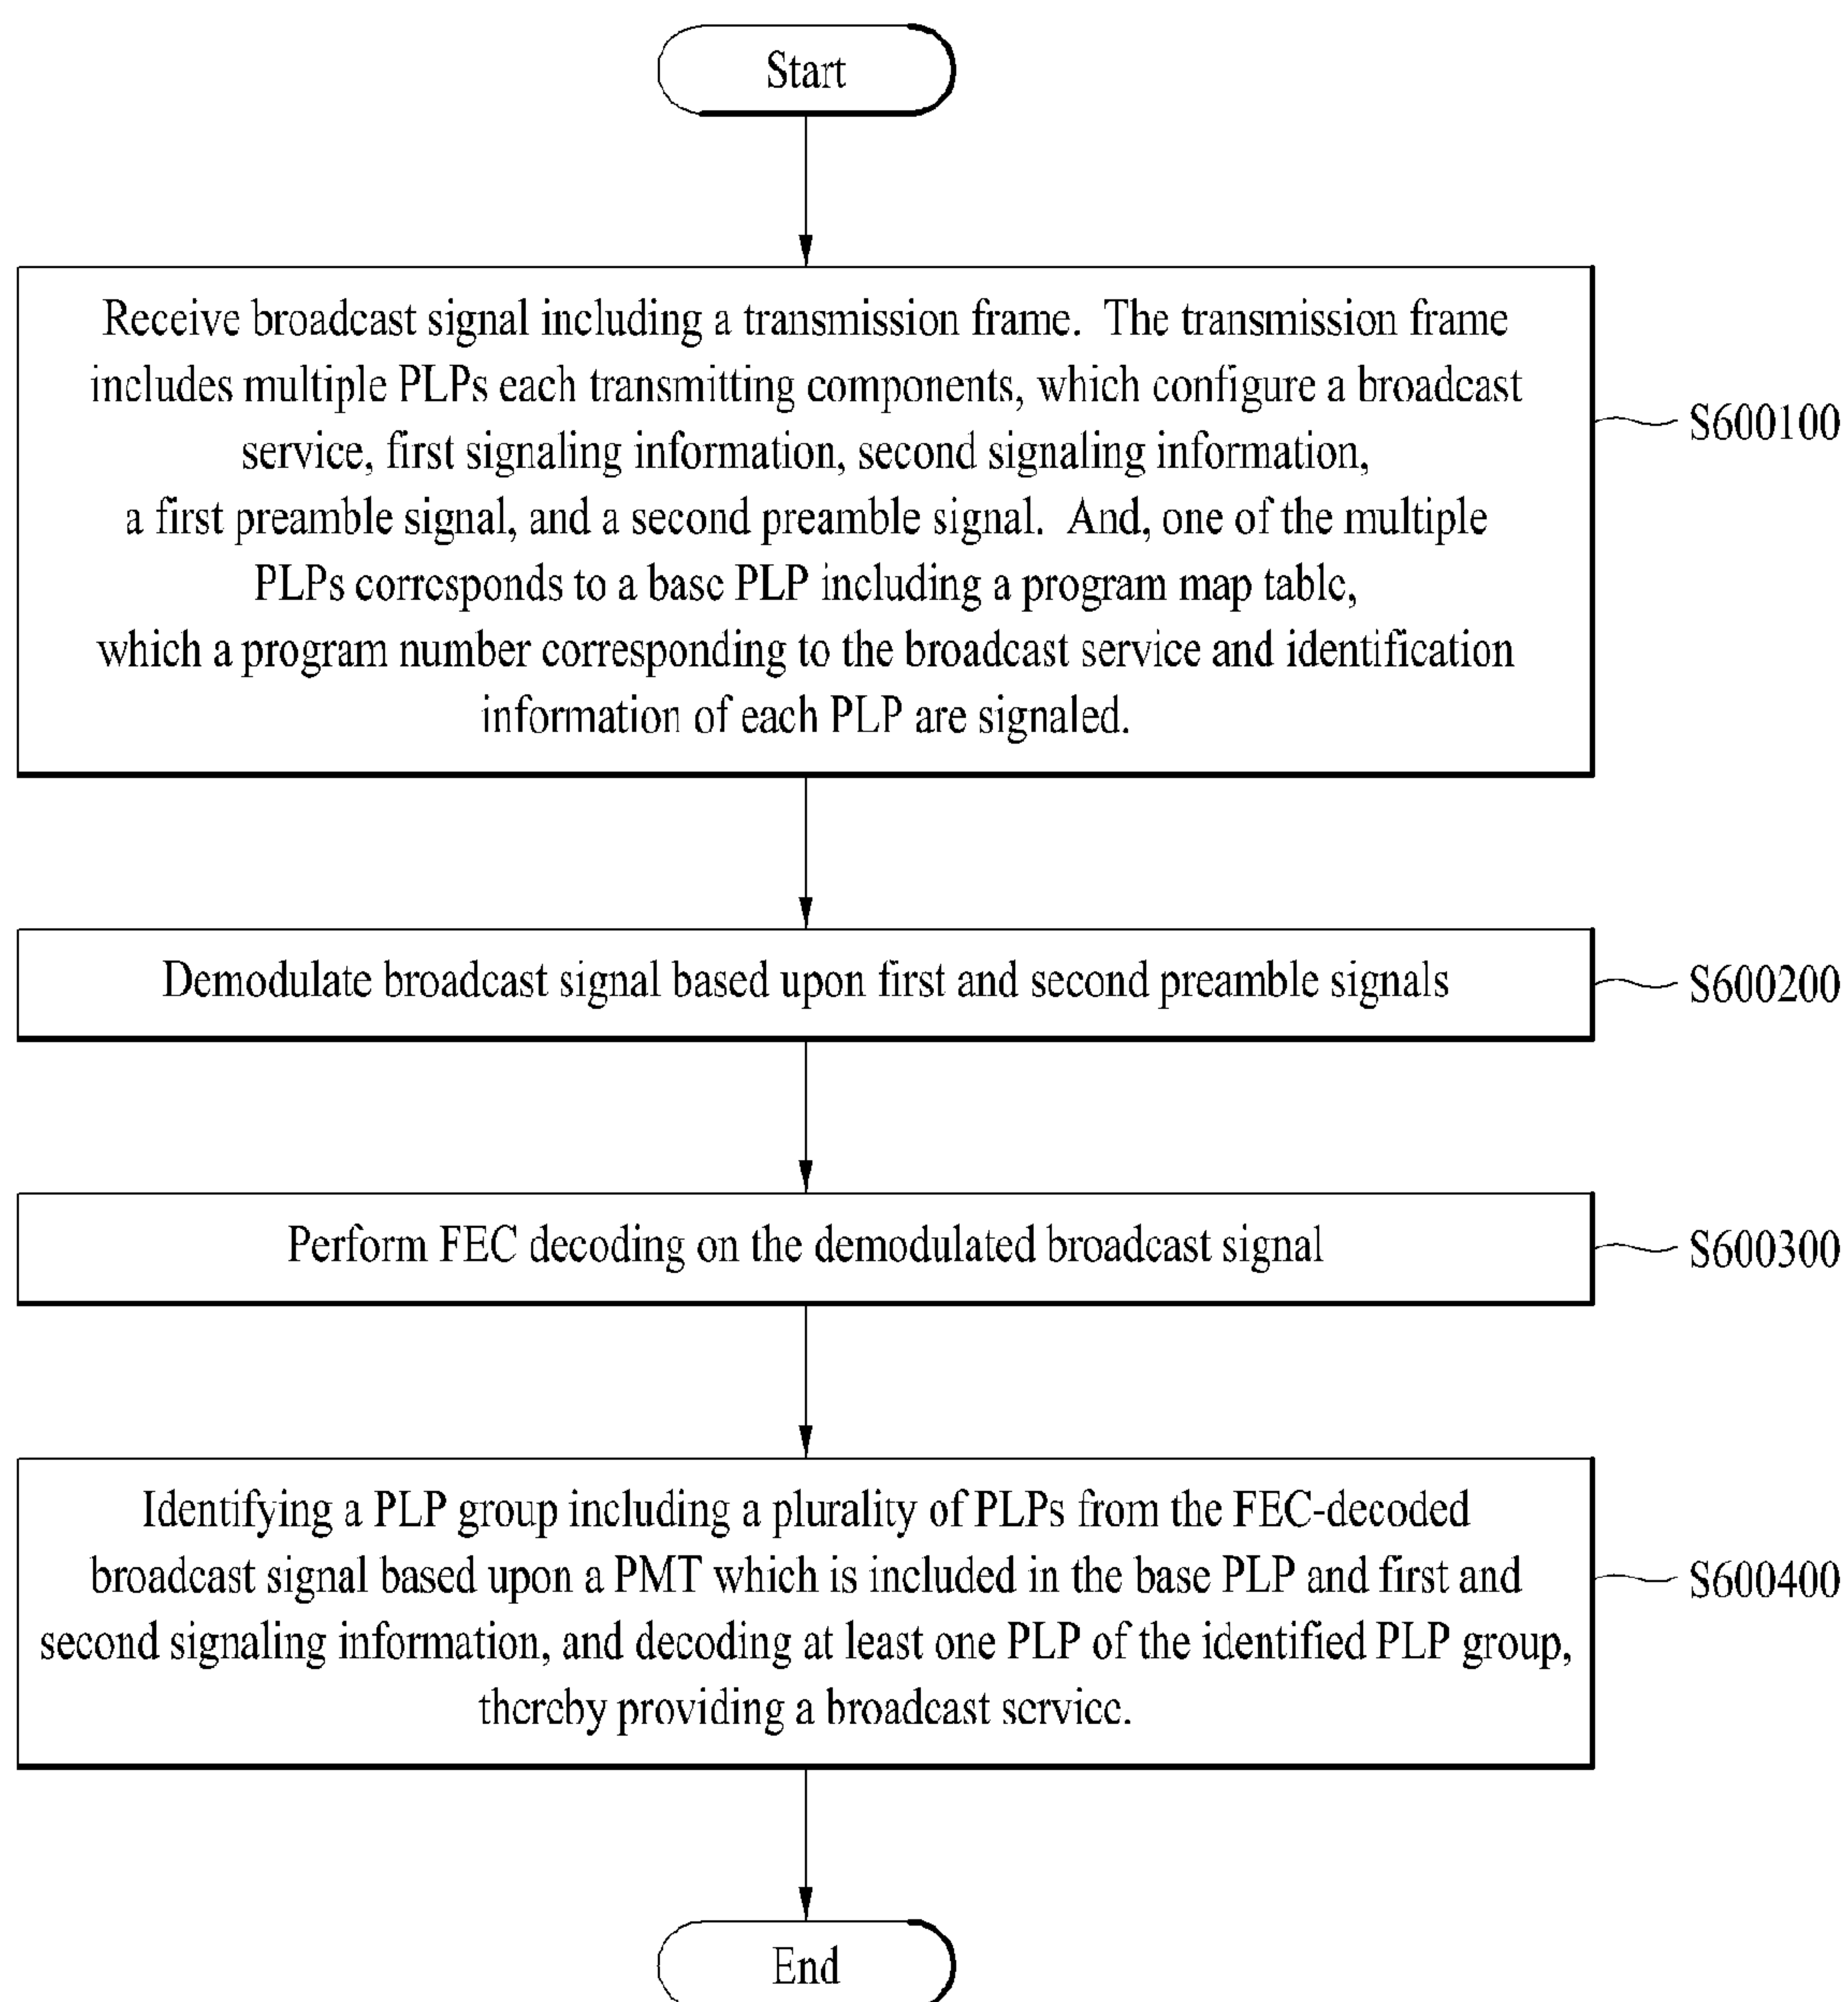 Start
Receive broadcast signal including a transmission frame. The transmission frame
includes multiple PLPs each transmitting components, which configure a broadcast
service, first signaling information, second signaling information,
a first preamble signal, and a second preamble signal. And, one of the multiple
PLPs corresponds to a base PLP including a program map table,
which a program number corresponding to the broadcast service and identification
information of each PLP are signaled.
S600100
Demodulate broadcast signal based upon first and second preamble signals
S600200
Perform FEC decoding on the demodulated broadcast signal
S600300
Identifying a PLP group including a plurality of PLPs from the FEC-decoded
broadcast signal based upon a PMT which is included in the base PLP and first and
second signaling information, and decoding at least one PLP of the identified PLP group,
thereby providing a broadcast service.
S600400
End